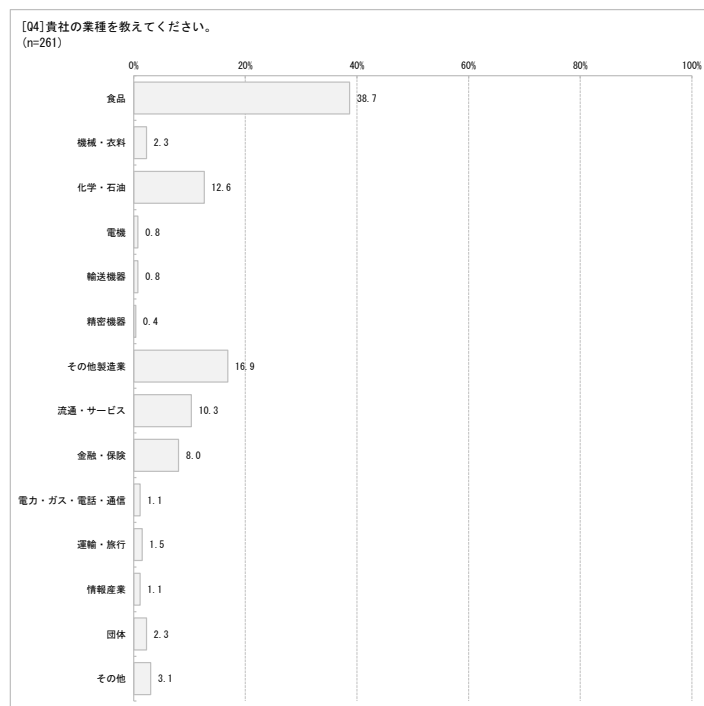 [Q4]貴社の業種を教えてください。
(n=261)
0% 20% 40% 60% 80% 100%
食品 38.7
機械・衣料 2.3
化学・石油 12.6
電機 0.8
輸送機器 0.8
精密機器 0.4
その他製造業 16.9
流通・サービス 10.3
金融・保険 8.0
電力・ガス・電話・通信 1.1
運輸・旅行 1.5
情報産業 1.1
団体 2.3
その他 3.1